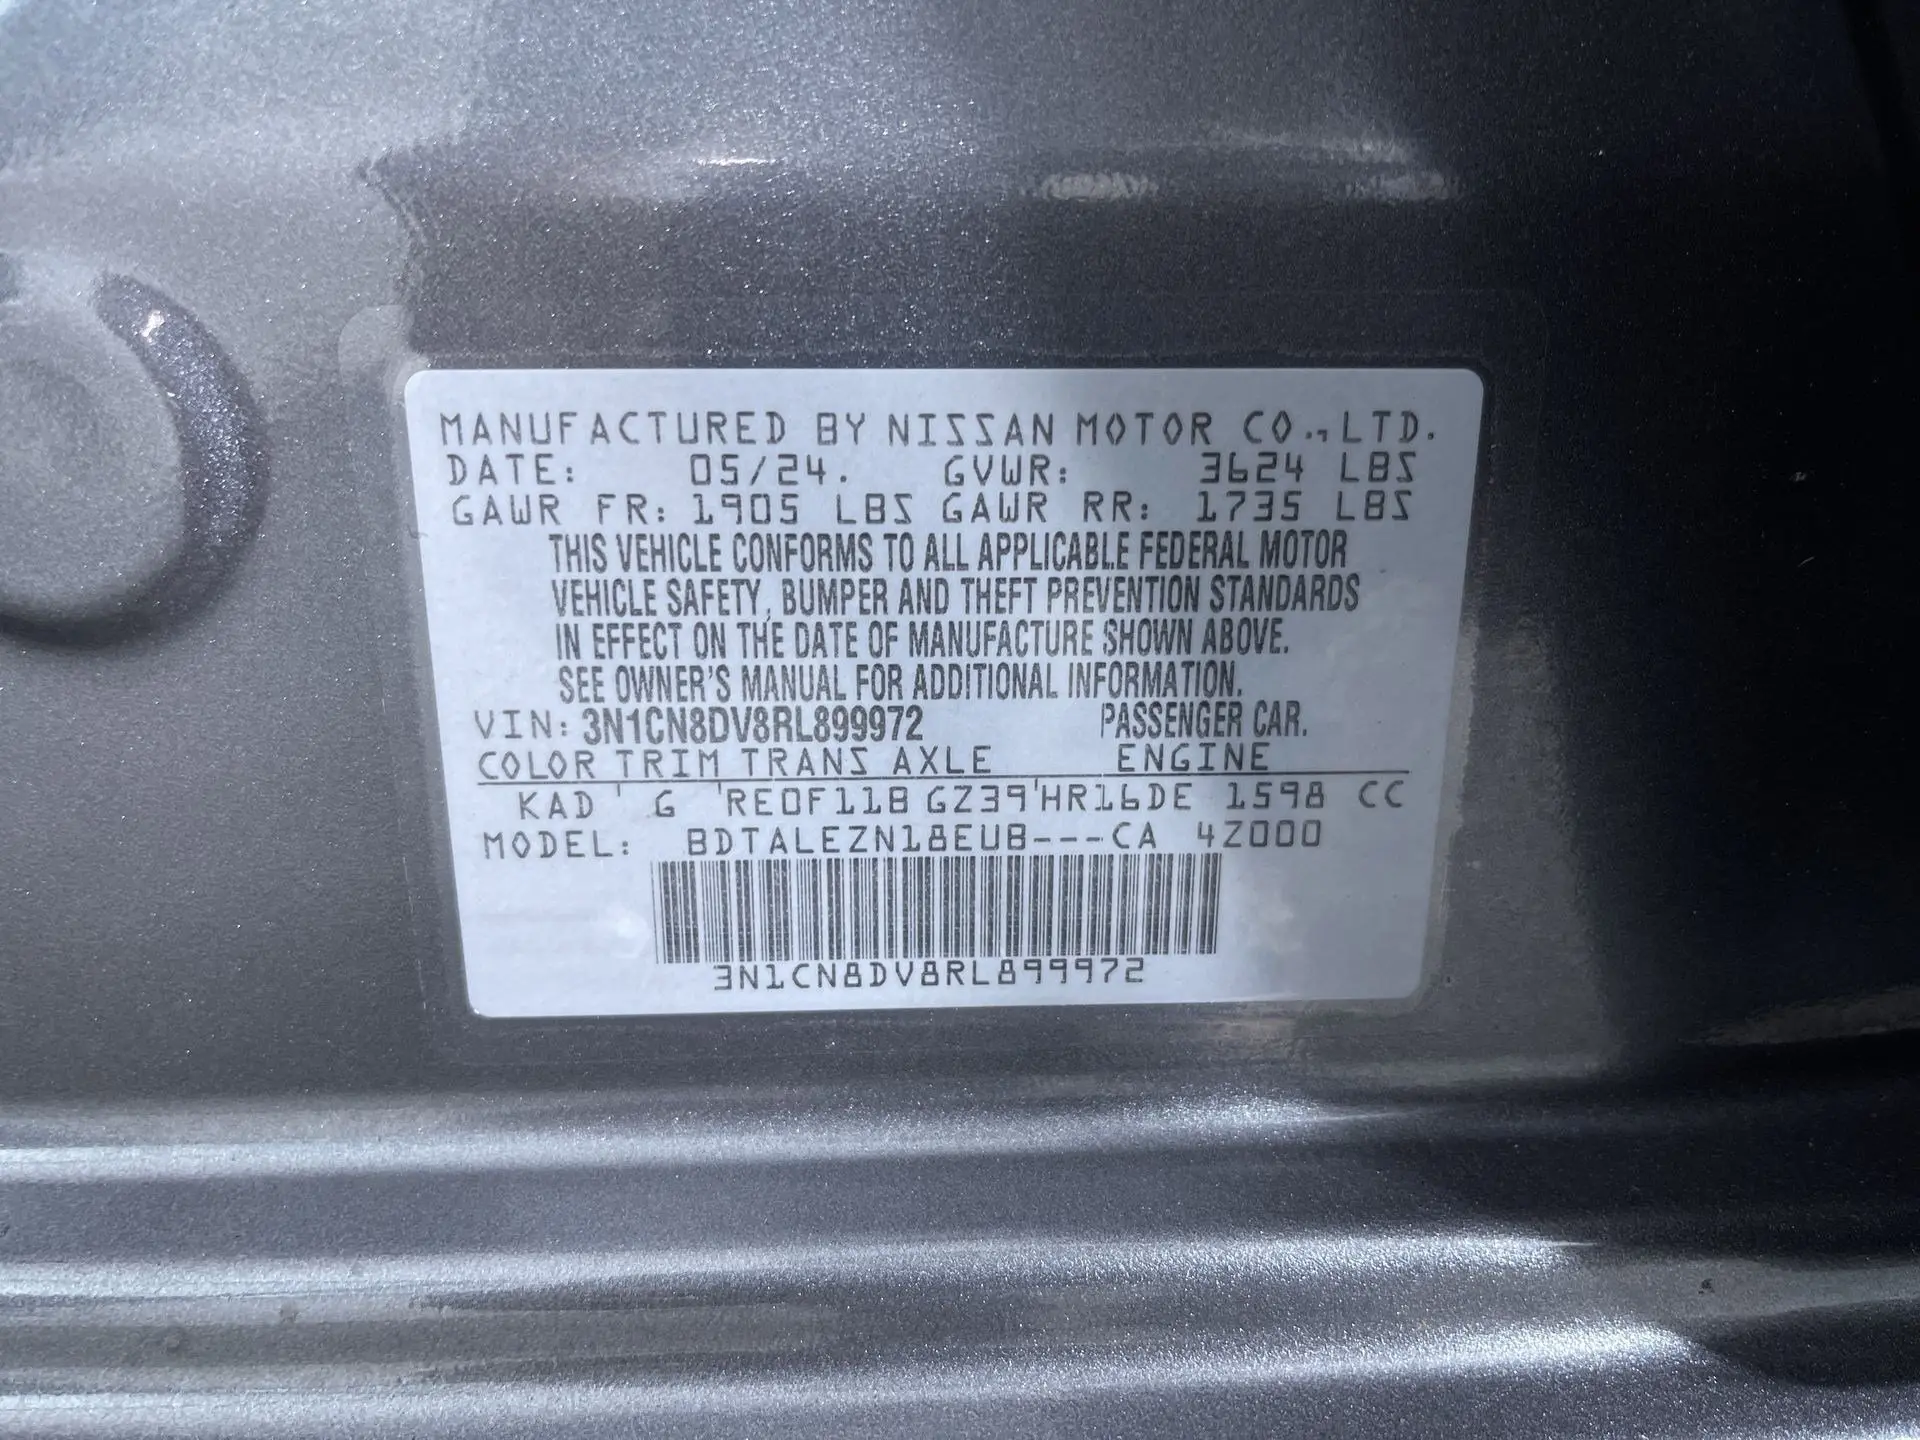 MANUFACTURED BY NISSAN MOTOR CO., LTD.
DATE: 05/24. GVWR: 3624 LBS
GAWR FR: 1905 LBS GAWR RR: 1735 LBS
THIS VEHICLE CONFORMS TO ALL APPLICABLE FEDERAL MOTOR
VEHICLE SAFETY, BUMPER AND THEFT PREVENTION STANDARDS
IN EFFECT ON THE DATE OF MANUFACTURE SHOWN ABOVE.
SEE OWNER'S MANUAL FOR ADDITIONAL INFORMATION.
VIN: 3N1CN8DV8RL899972 PASSENGER CAR.
COLOR TRIM TRANS AXLE ENGINE
KAD ' G 'RE0F11B GZ39'HR16DE 1598 CC
MODEL: BDTALEZN18EUB---CA 4Z000
3N1CN8DV8RL899972